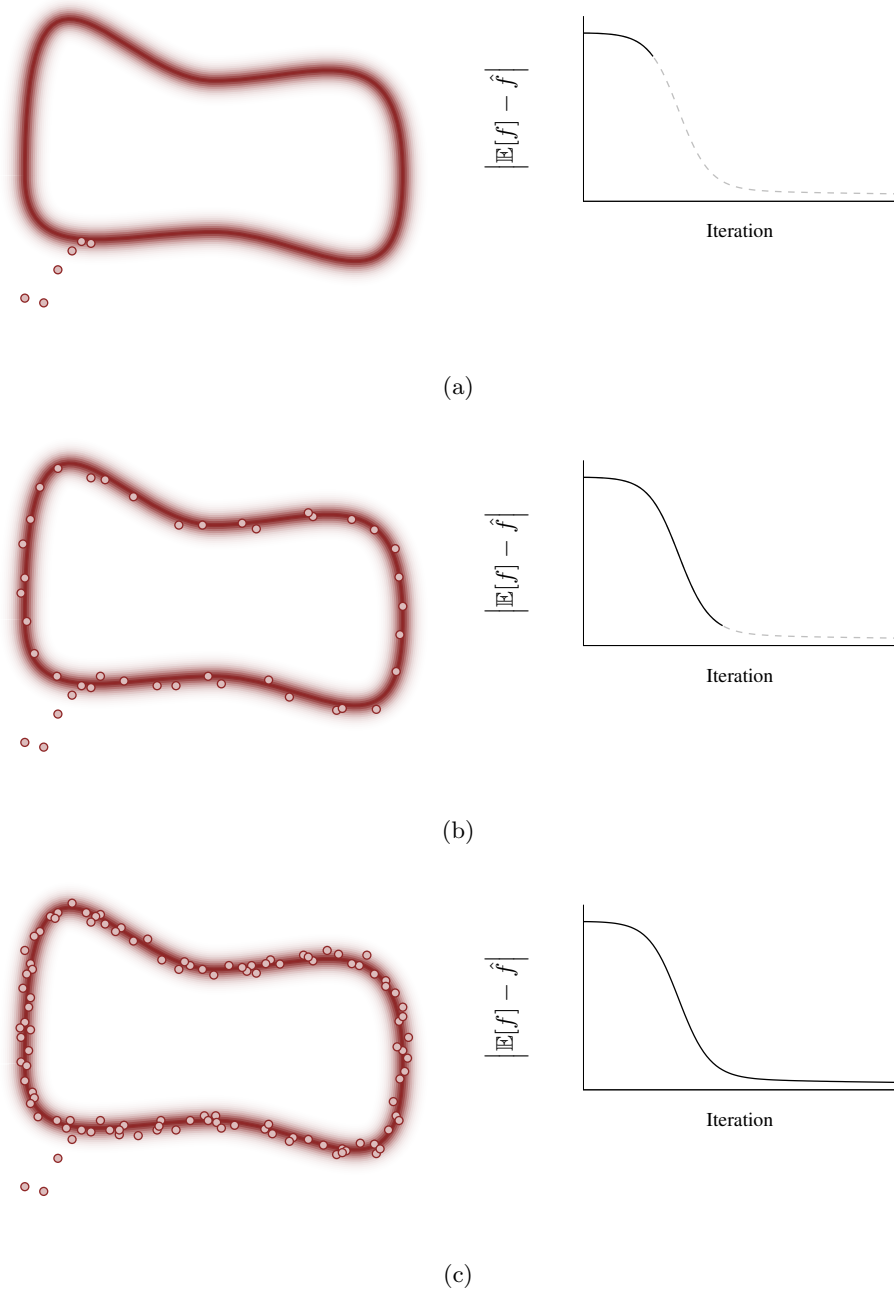 |𝔼[f] − f̂|
Iteration
(a)
|𝔼[f] − f̂|
Iteration
(b)
|𝔼[f] − f̂|
Iteration
(c)